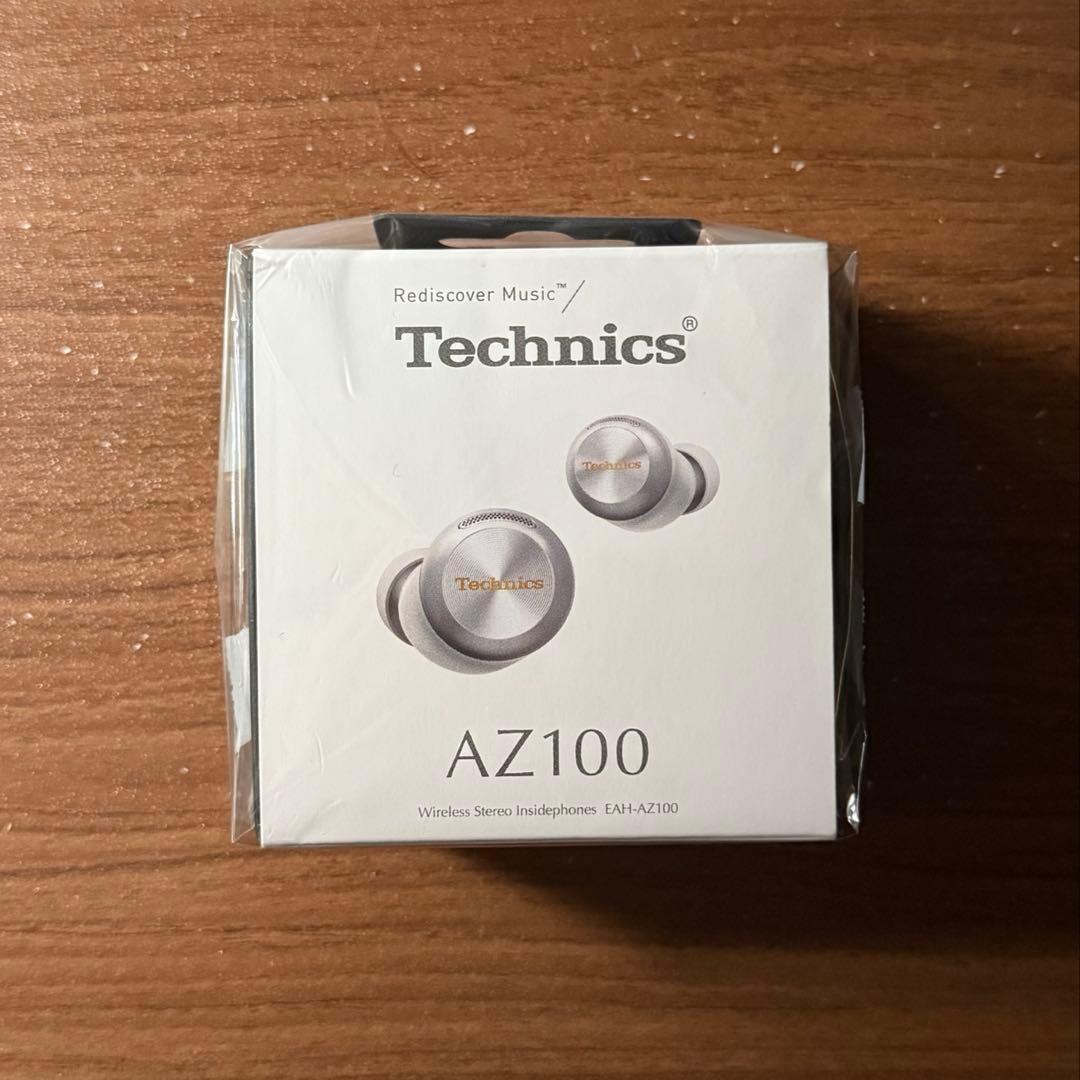 Rediscover Music™/
Technics®
Technics
Technics
AZ100
Wireless Stereo Insidephones EAH-AZ100